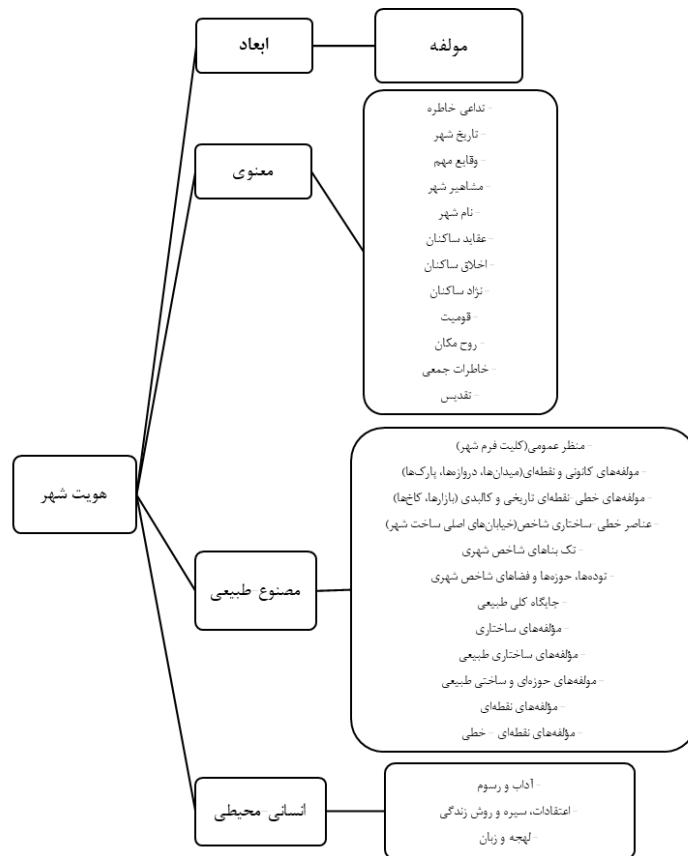 ابعاد
مولفه
معنوی
- تداعی خاطره
- تاریخ شهر
- وقایع مهم
- مشاهیر شهر
- نام شهر
- عقاید ساکنان
- اخلاق ساکنان
- نژاد ساکنان
- قومیت
- روح مکان
- خاطرات جمعی
- تقدیس
هویت شهر
مصنوع-طبیعی
- منظر عمومی(کلیت فرم شهر)
- مولفه‌های کانونی و نقطه‌ای(میدان‌ها، دروازه‌ها، پارک‌ها)
- مولفه‌های خطی-نقطه‌ای تاریخی و کالبدی (بازارها، کاخ‌ها)
- عناصر خطی-ساختاری شاخص(خیابان‌های اصلی ساخت شهر)
- تک بناهای شاخص شهری
- توده‌ها، حوزه‌ها و فضاهای شاخص شهری
- جایگاه کلی طبیعی
- مؤلفه‌های ساختاری
- مؤلفه‌های ساختاری طبیعی
- مولفه‌های حوزه‌ای و ساختی طبیعی
- مؤلفه‌های نقطه‌ای
- مؤلفه‌های نقطه‌ای - خطی
انسانی-محیطی
- آداب و رسوم
- اعتقادات، سیره و روش زندگی
- لهجه و زبان